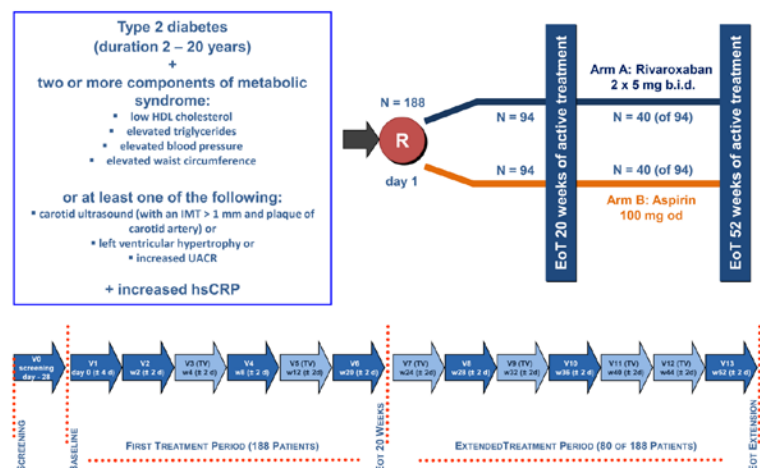 Type 2 diabetes
(duration 2 – 20 years)
+
two or more components of metabolic
syndrome:
▪ low HDL cholesterol
▪ elevated triglycerides
▪ elevated blood pressure
▪ elevated waist circumference
or at least one of the following:
▪ carotid ultrasound (with an IMT > 1 mm and plaque of
carotid artery) or
▪ left ventricular hypertrophy or
▪ increased UACR
+ increased hsCRP
N = 188
R
day 1
N = 94
N = 94
EoT 20 weeks of active treatment
Arm A: Rivaroxaban
2 x 5 mg b.i.d.
N = 40 (of 94)
N = 40 (of 94)
Arm B: Aspirin
100 mg od
EoT 52 weeks of active treatment
V0
screening
day - 28
V1
day 0 (± 4 d)
V2
w2 (± 2 d)
V3 (TV)
w4 (± 2 d)
V4
w8 (± 2 d)
V5 (TV)
w12 (± 2d)
V6
w20 (± 2 d)
V7 (TV)
w24 (± 2d)
V8
w28 (± 2 d)
V9 (TV)
w32 (± 2d)
V10
w36 (± 2 d)
V11 (TV)
w40 (± 2d)
V12 (TV)
w44 (± 2d)
V13
w52 (± 2 d)
SCREENING
BASELINE
FIRST TREATMENT PERIOD (188 PATIENTS)
EOT 20 WEEKS
EXTENDEDTREATMENT PERIOD (80 OF 188 PATIENTS)
EOT EXTENSION